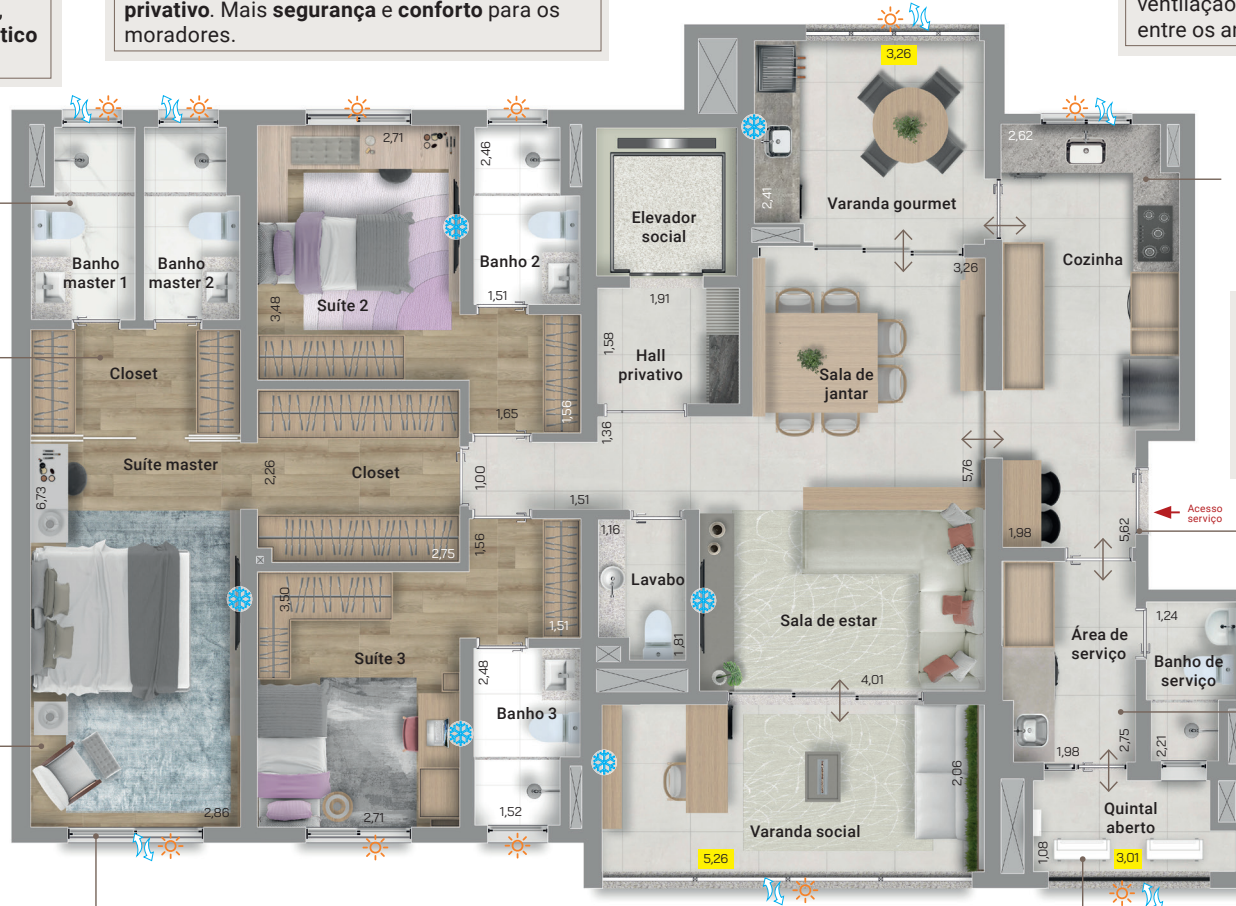 ,
tico
privativo. Mais segurança e conforto para os
moradores.
ventilação
entre os a
3,26
2,71
2,46
2,62
2,41
Varanda gourmet
Elevador
social
Cozinha
Banho
master 1
Banho
master 2
Banho 2
3,26
1,51
1,91
3,48
Suíte 2
1,58
Hall
privativo
Closet
Sala de
jantar
1,65
1,56
1,36
Suíte master
2,26
Closet
1,00
5,76
6,73
1,51
Acesso
serviço
1,16
1,98
5,62
2,75
1,56
Lavabo
3,50
1,51
1,81
Sala de estar
1,24
Área de
serviço
Suíte 3
2,48
Banho de
serviço
4,01
Banho 3
1,98
2,75
2,21
2,06
2,86
2,71
1,52
Varanda social
Quintal
aberto
5,26
1,08
3,01